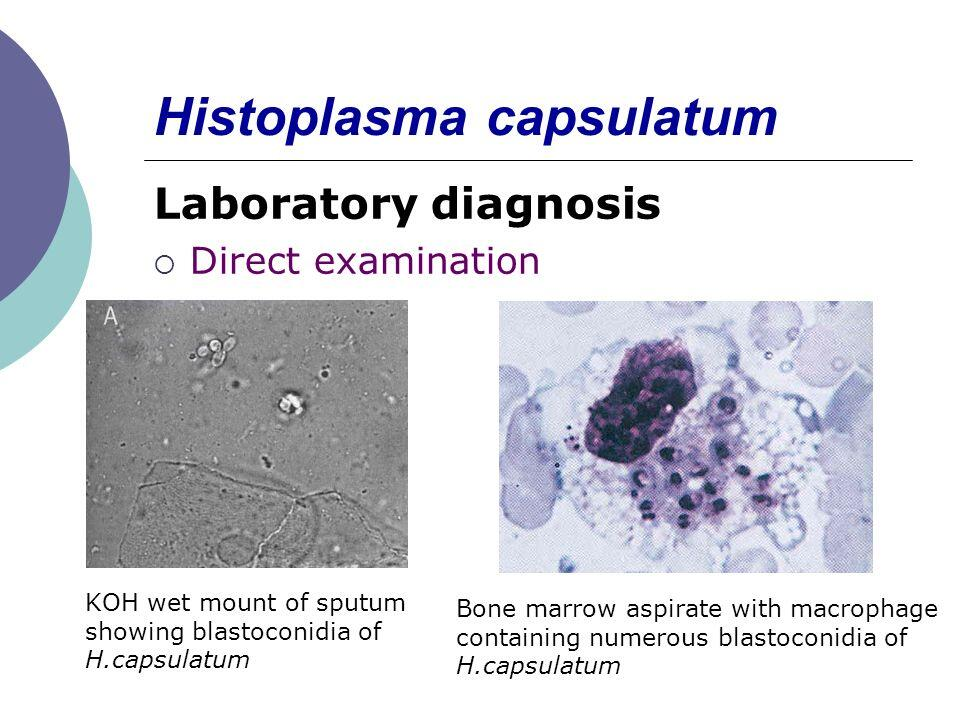 Histoplasma capsulatum
Laboratory diagnosis
Direct examination
A
KOH wet mount of sputum
showing blastoconidia of
H.capsulatum
Bone marrow aspirate with macrophage
containing numerous blastoconidia of
H.capsulatum